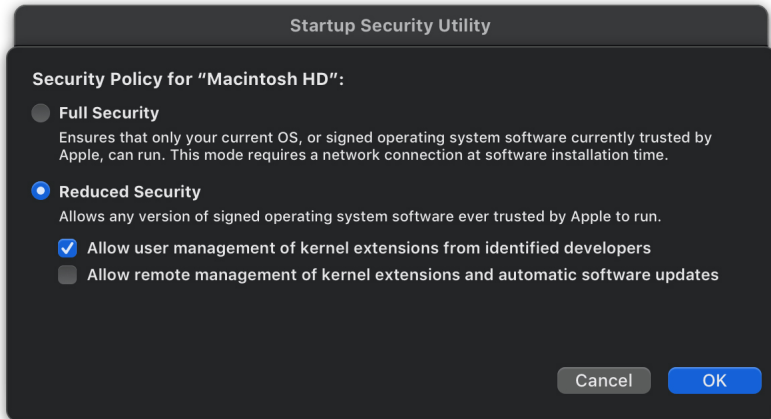 Startup Security Utility
Security Policy for “Macintosh HD”:
Full Security
Ensures that only your current OS, or signed operating system software currently trusted by
Apple, can run. This mode requires a network connection at software installation time.
Reduced Security
Allows any version of signed operating system software ever trusted by Apple to run.
Allow user management of kernel extensions from identified developers
Allow remote management of kernel extensions and automatic software updates
Cancel OK